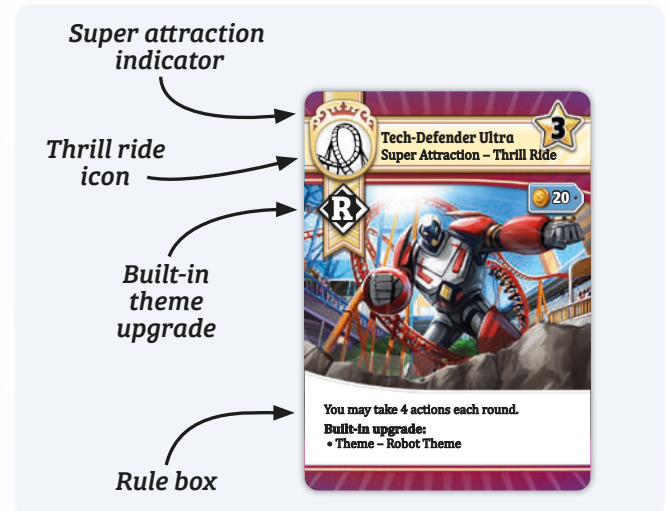 Super attraction
indicator
Thrill ride
icon
Built-in
theme
upgrade
Rule box
Tech-Defender Ultra
Super Attraction – Thrill Ride
3
R
20
You may take 4 actions each round.
Built-in upgrade:
• Theme – Robot Theme